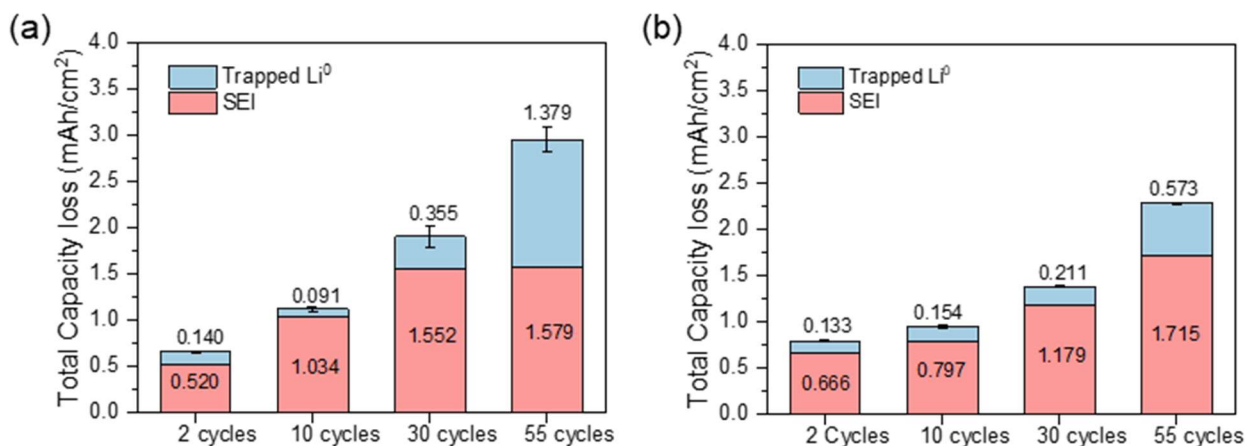 (a)
Total Capacity loss (mAh/cm²)
4.0
3.5
3.0
2.5
2.0
1.5
1.0
0.5
0.0
Trapped Li⁰
SEI
0.140
0.520
0.091
1.034
0.355
1.552
1.379
1.579
2 cycles
10 cycles
30 cycles
55 cycles
(b)
Total Capacity loss (mAh/cm²)
4.0
3.5
3.0
2.5
2.0
1.5
1.0
0.5
0.0
Trapped Li⁰
SEI
0.133
0.666
0.154
0.797
0.211
1.179
0.573
1.715
2 Cycles
10 cycles
30 cycles
55 cycles